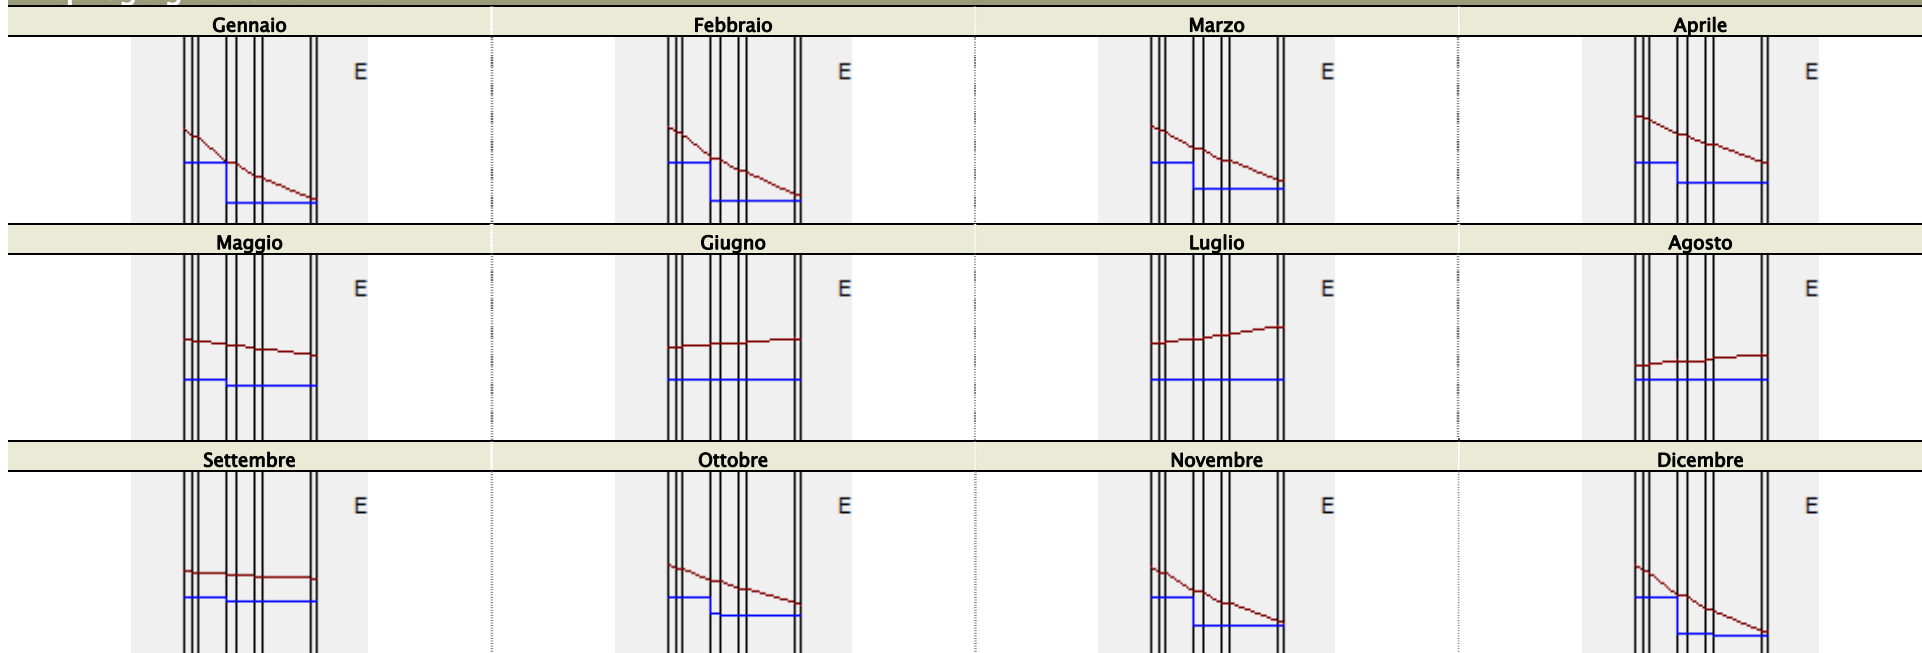 Gennaio Febbraio Marzo Aprile
E E E E
Maggio Giugno Luglio Agosto
E E E E
Settembre Ottobre Novembre Dicembre
E E E E